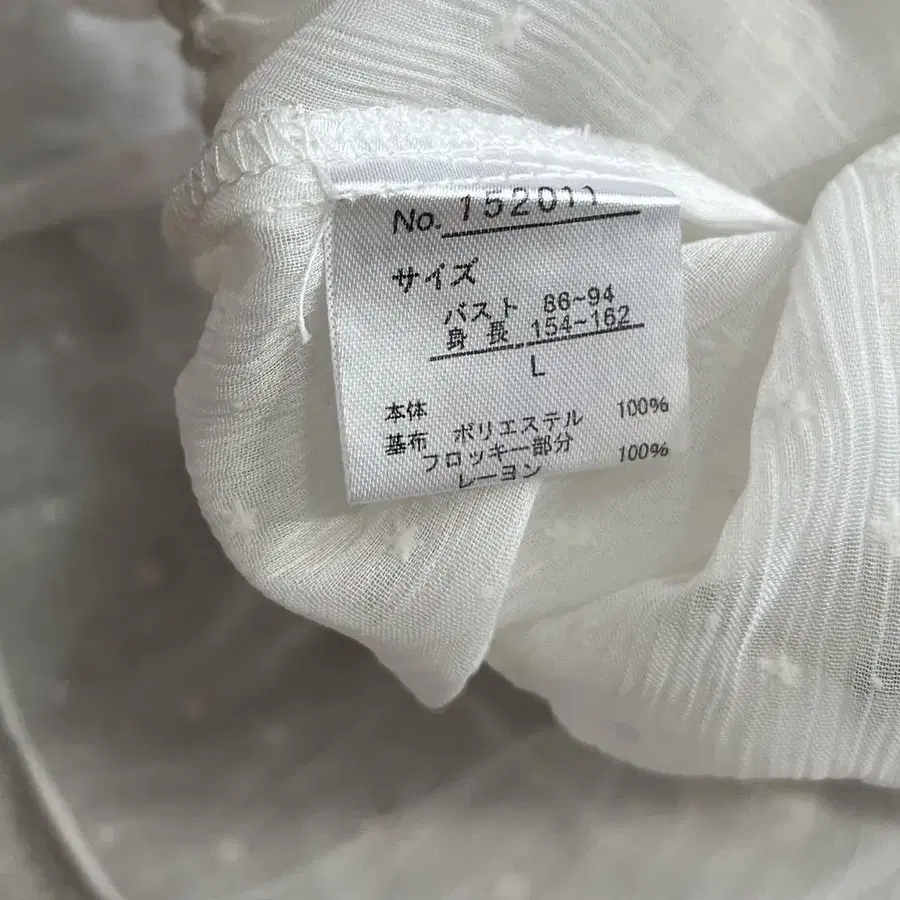 No. 152011
サイズ
バスト 86~94
身長 154~162
L
本体
基布 ポリエステル 100%
フロッキー部分
レーヨン 100%